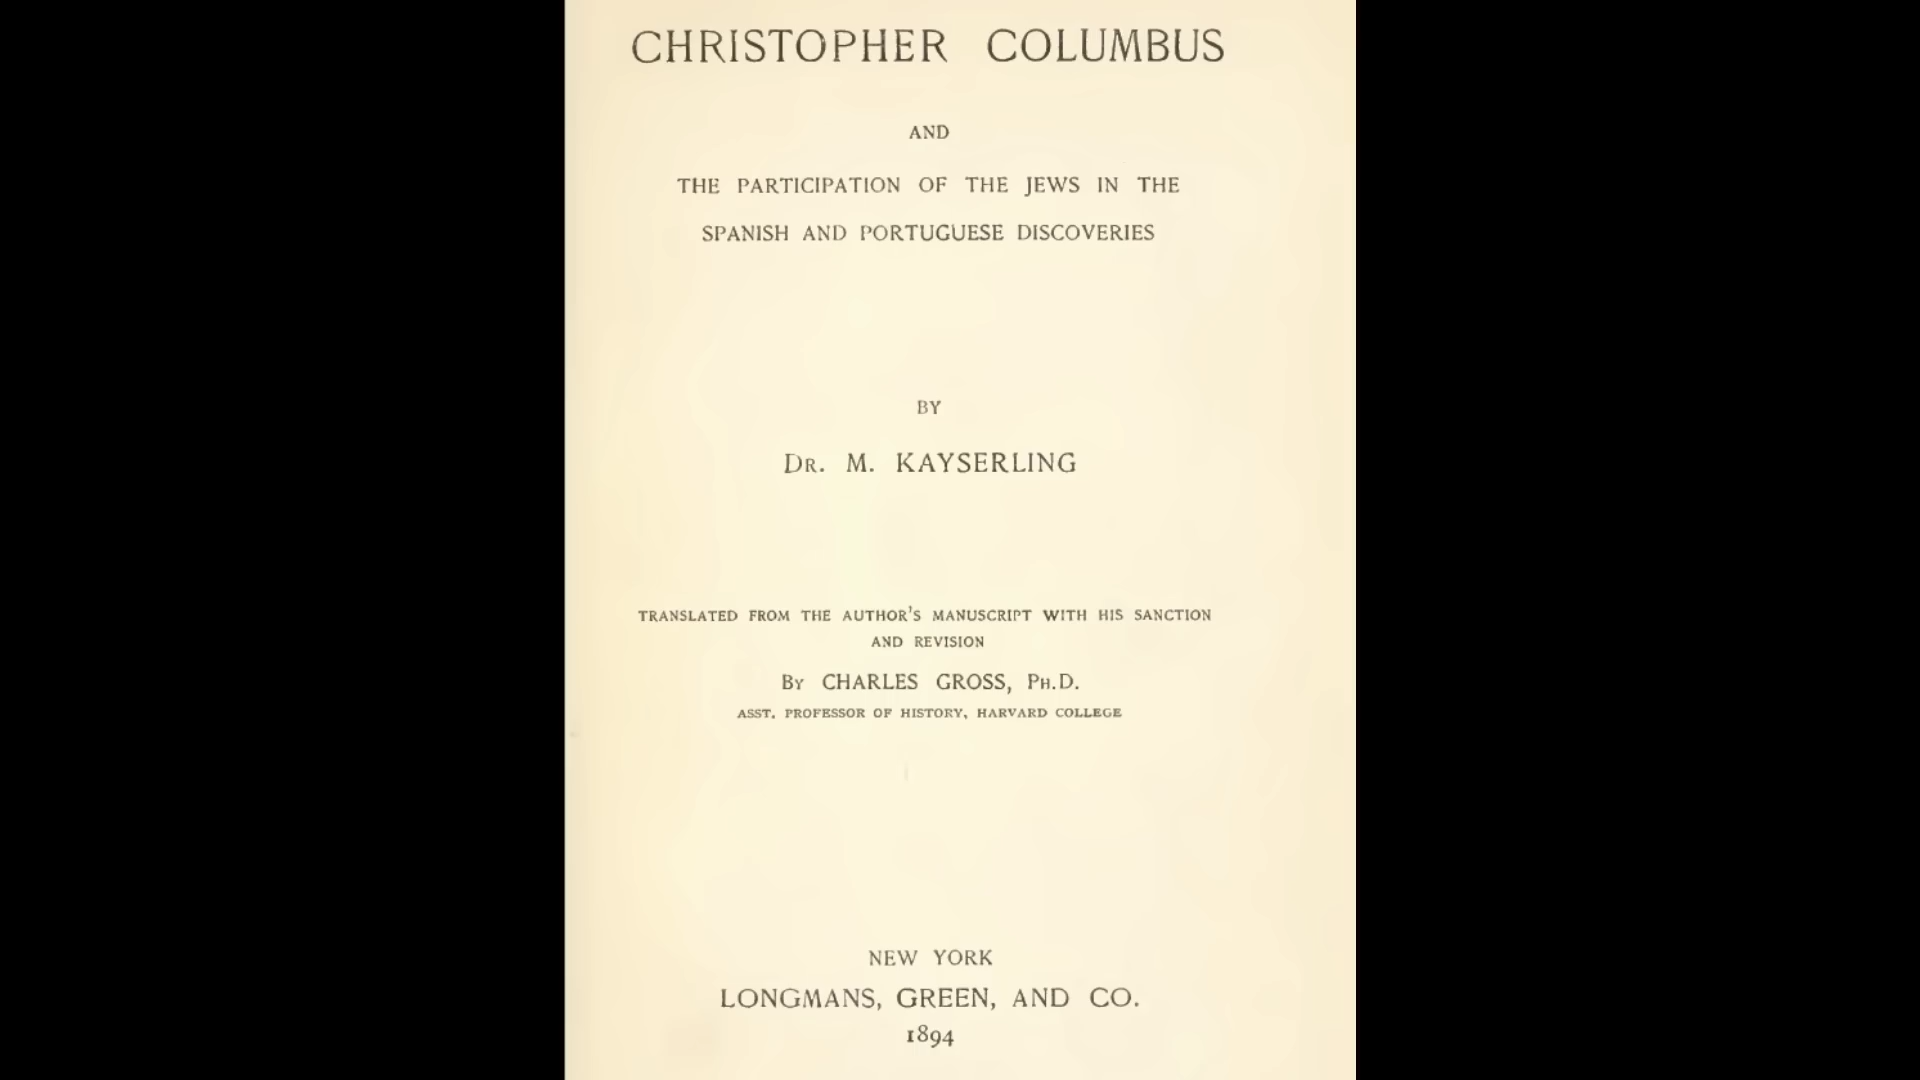 CHRISTOPHER COLUMBUS
AND
THE PARTICIPATION OF THE JEWS IN THE
SPANISH AND PORTUGUESE DISCOVERIES
BY
DR. M. KAYSERLING
TRANSLATED FROM THE AUTHOR'S MANUSCRIPT WITH HIS SANCTION
AND REVISION
BY CHARLES GROSS, PH.D.
ASST. PROFESSOR OF HISTORY, HARVARD COLLEGE
NEW YORK
LONGMANS, GREEN, AND CO.
1894